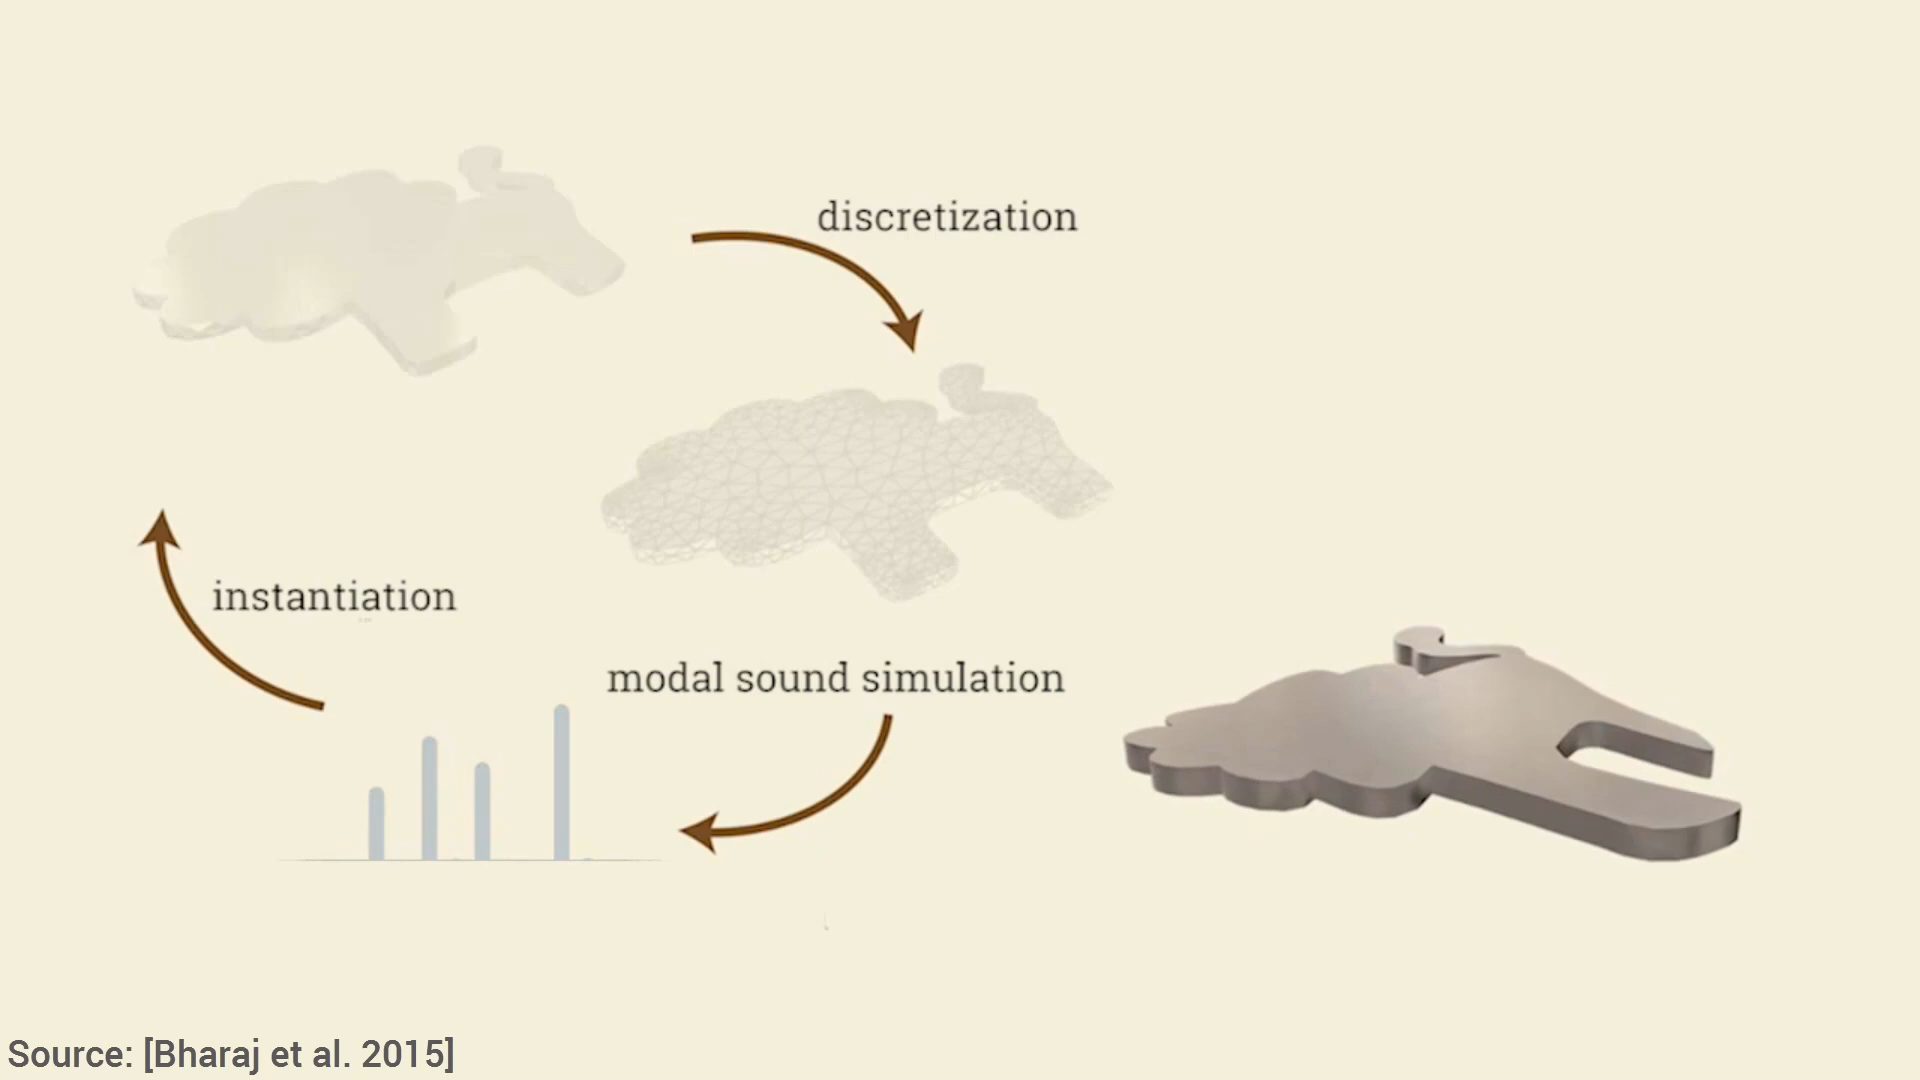 discretization
instantiation
modal sound simulation
Source: [Bharaj et al. 2015]